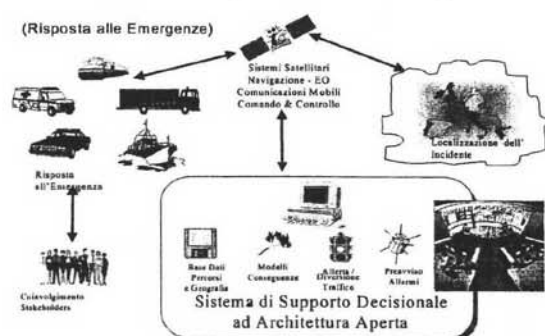 (Risposta alle Emergenze)
Sistemi Satellitari
Navigazione - EO
Comunicazioni Mobili
Comando & Controllo
Localizzazione dell'
Incidente
Risposta
all'Emergenza
Coinvolgimento
Stakeholders
Base Dati
Percorsi
e Geografia
Modelli
Conseguenze
Allerta /
Diversione
Traffico
Preavviso
Allarmi
Sistema di Supporto Decisionale
ad Architettura Aperta